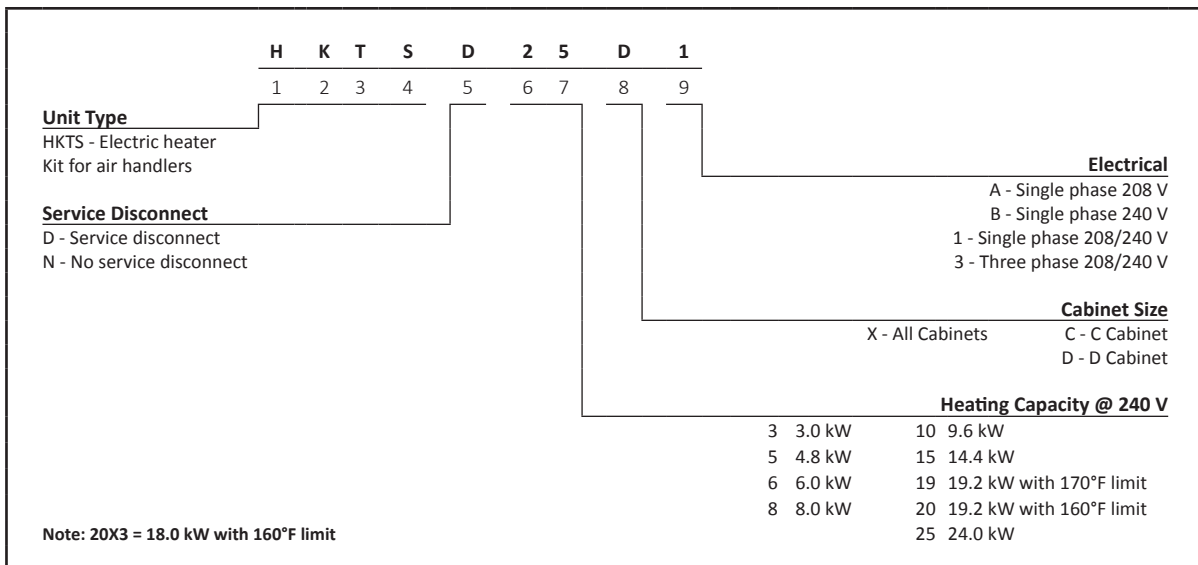 H K T S D 2 5 D 1
1 2 3 4 5 6 7 8 9
Unit Type
HKTS - Electric heater
Kit for air handlers
Service Disconnect
D - Service disconnect
N - No service disconnect
Electrical
A - Single phase 208 V
B - Single phase 240 V
1 - Single phase 208/240 V
3 - Three phase 208/240 V
Cabinet Size
X - All Cabinets C - C Cabinet
D - D Cabinet
Heating Capacity @ 240 V
3 3.0 kW 10 9.6 kW
5 4.8 kW 15 14.4 kW
6 6.0 kW 19 19.2 kW with 170°F limit
8 8.0 kW 20 19.2 kW with 160°F limit
25 24.0 kW
Note: 20X3 = 18.0 kW with 160°F limit